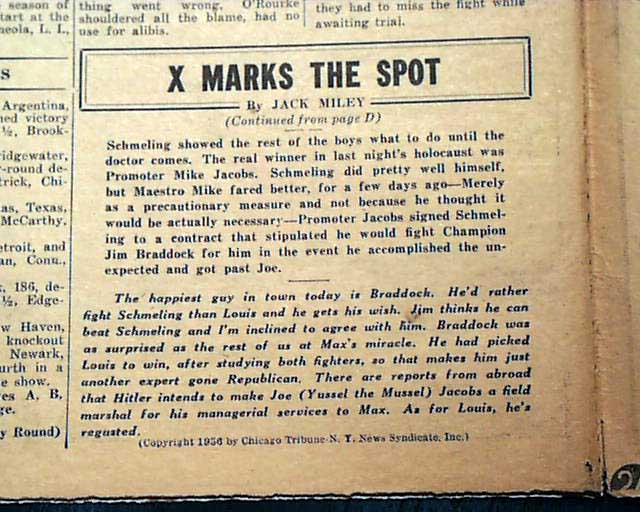 season of
tart at the
neola, L. I.,
S
Argentina,
ned victory
½, Brook-
ridgewater,
-round de-
trick, Chi-
as, Texas,
McCarthy,
etroit, and
an, Conn.,
, 186, de-
½, Edge-
w Haven,
knockout
Newark,
urth in a
e show.
es A, B,
ge.
y Round)
thing went wrong. O'Rourke
shouldered all the blame, had no
use for alibis.
they had to miss the fight while
awaiting trial.
X MARKS THE SPOT
By JACK MILEY
(Continued from page D)
Schmeling showed the rest of the boys what to do until the
doctor comes. The real winner in last night's holocaust was
Promoter Mike Jacobs. Schmeling did pretty well himself,
but Maestro Mike fared better, for a few days ago—Merely
as a precautionary measure and not because he thought it
would be actually necessary—Promoter Jacobs signed Schmel-
ing to a contract that stipulated he would fight Champion
Jim Braddock for him in the event he accomplished the un-
expected and got past Joe.
The happiest guy in town today is Braddock. He'd rather
fight Schmeling than Louis and he gets his wish. Jim thinks he can
beat Schmeling and I'm inclined to agree with him. Braddock was
as surprised as the rest of us at Max's miracle. He had picked
Louis to win, after studying both fighters, so that makes him just
another expert gone Republican. There are reports from abroad
that Hitler intends to make Joe (Yussel the Mussel) Jacobs a field
marshal for his managerial services to Max. As for Louis, he's
regusted.
(Copyright 1936 by Chicago Tribune-N. Y. News Syndicate, Inc.)